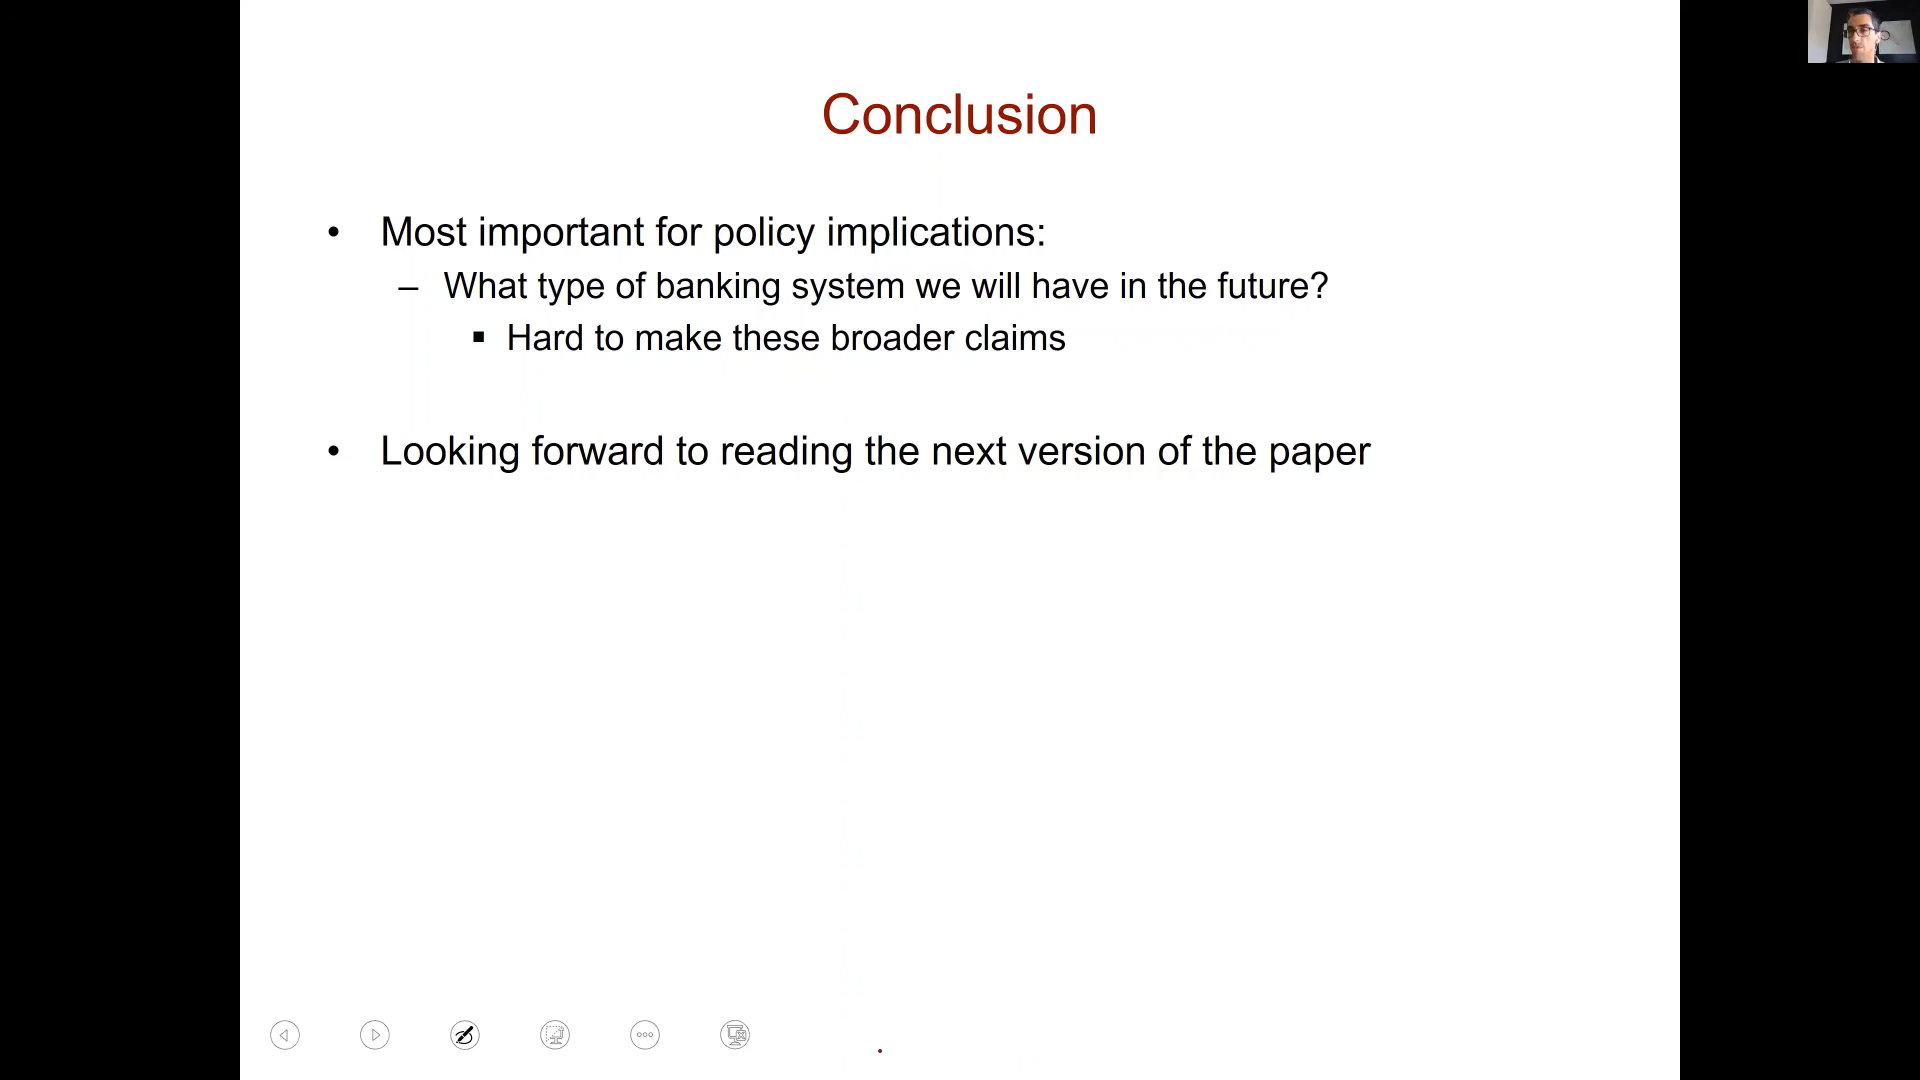 Conclusion
• Most important for policy implications:
– What type of banking system we will have in the future?
▪ Hard to make these broader claims
• Looking forward to reading the next version of the paper